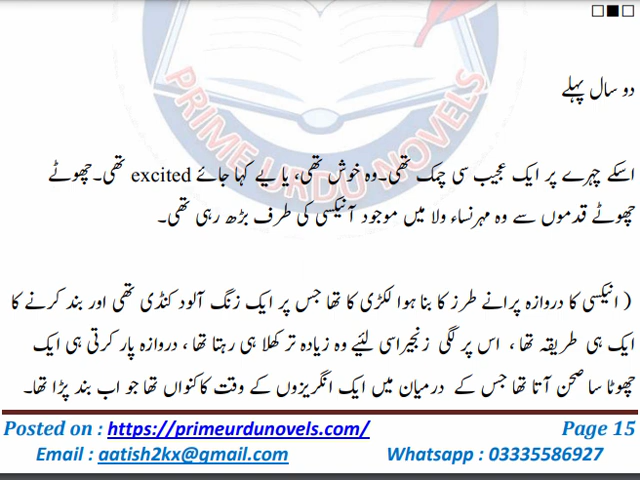 □■□
PRIME URDU NOVELS
دو سال پہلے
اسکے چہرے پر ایک عجیب سی چمک تھی۔وہ خوش تھی، یا یے کہا جائے excited تھی۔چھوٹے
چھوٹے قدموں سے وہ مہرنساء ولا میں موجود آنیکسی کی طرف بڑھ رہی تھی۔
( انیکسی کا دروازہ پرانے طرز کا بنا ہوا لکڑی کا تھا جس پر ایک زنگ آلود کنڈی تھی اور بند کرنے کا
ایک ہی طریقہ تھا ، اس پر لگی زنجیراسی لئیے وہ زیادہ تر کھلا ہی رہتا تھا ، دروازہ پار کرتی ہی ایک
چھوٹا سا صحن آتا تھا جس کے درمیان میں ایک انگریزوں کے وقت کا کنواں تھا جو اب بند پڑا تھا۔
Posted on : https://primeurdunovels.com/ Page 15
Email : aatish2kx@gmail.com Whatsapp : 03335586927